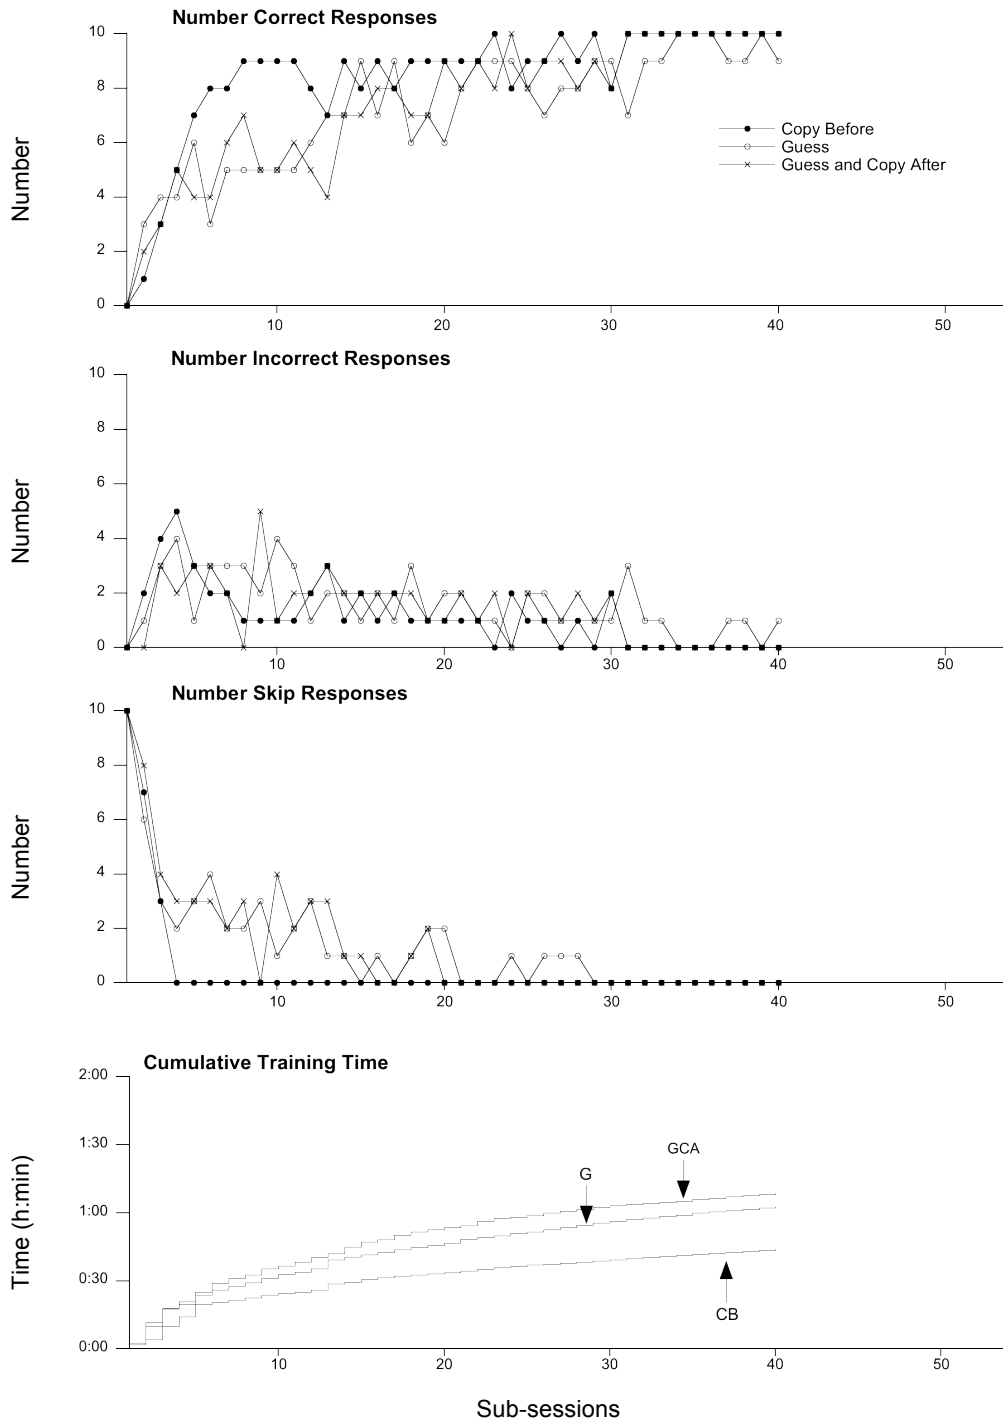 Number Correct Responses
10
8
6
4
2
0
Number
Copy Before
Guess
Guess and Copy After
10 20 30 40 50
Number Incorrect Responses
10
8
6
4
2
0
Number
10 20 30 40 50
Number Skip Responses
10
8
6
4
2
0
Number
10 20 30 40 50
Cumulative Training Time
2:00
1:30
1:00
0:30
0:00
Time (h:min)
GCA
G
CB
10 20 30 40 50
Sub-sessions